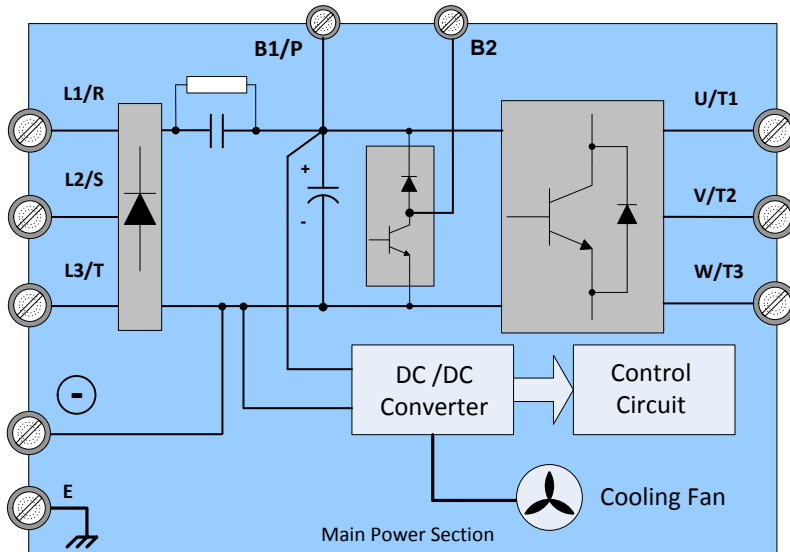 B1/P
B2
L1/R
U/T1
L2/S
V/T2
L3/T
W/T3
+
-
-
DC /DC
Converter
Control
Circuit
E
Cooling Fan
Main Power Section